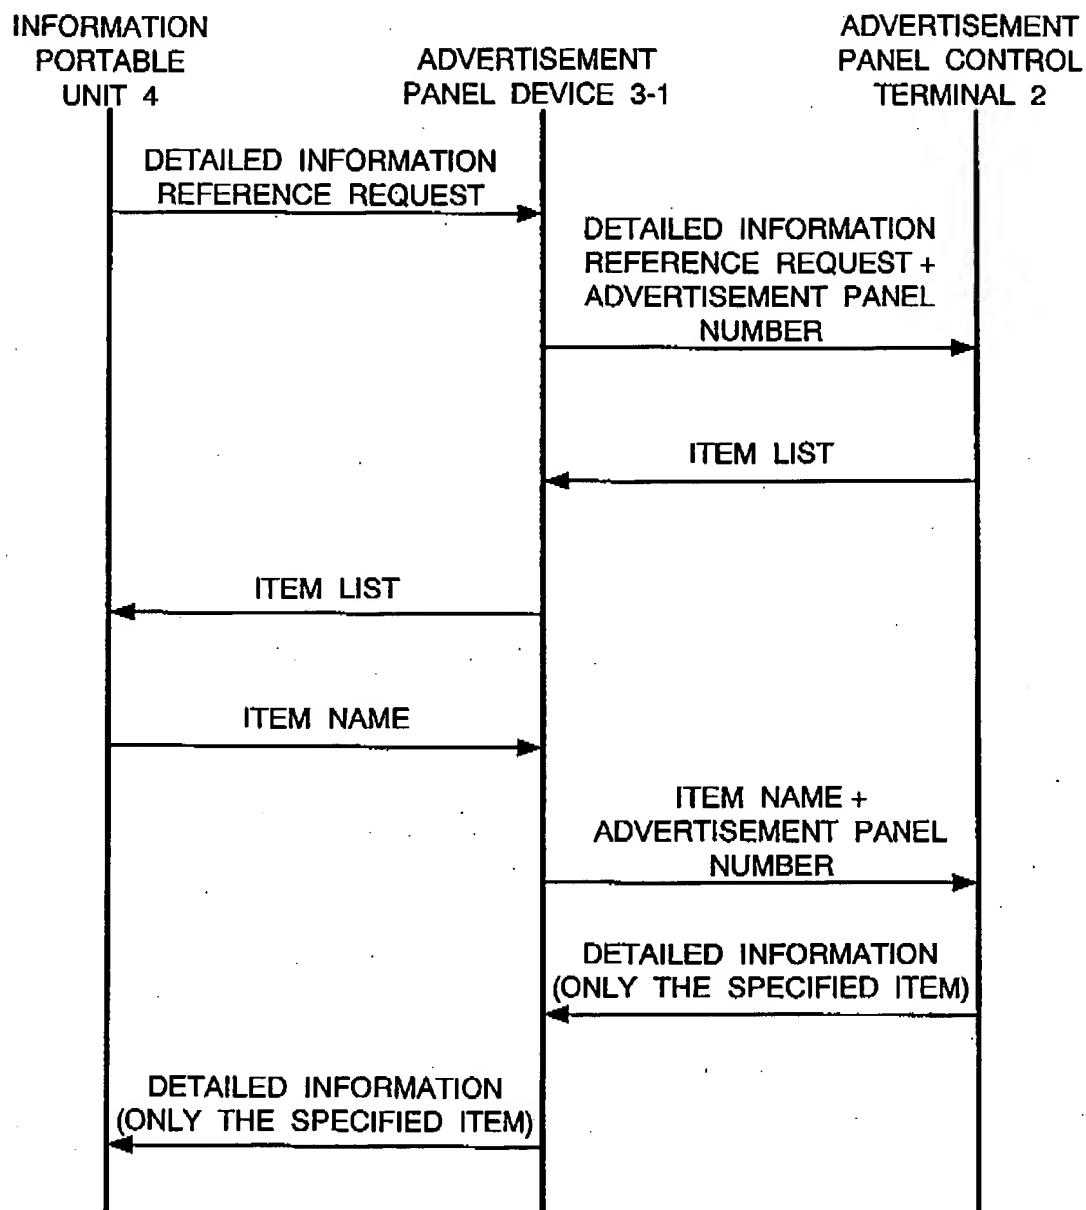 INFORMATION
PORTABLE
UNIT 4
ADVERTISEMENT
PANEL DEVICE 3-1
ADVERTISEMENT
PANEL CONTROL
TERMINAL 2
DETAILED INFORMATION
REFERENCE REQUEST
DETAILED INFORMATION
REFERENCE REQUEST +
ADVERTISEMENT PANEL
NUMBER
ITEM LIST
ITEM LIST
ITEM NAME
ITEM NAME +
ADVERTISEMENT PANEL
NUMBER
DETAILED INFORMATION
(ONLY THE SPECIFIED ITEM)
DETAILED INFORMATION
(ONLY THE SPECIFIED ITEM)